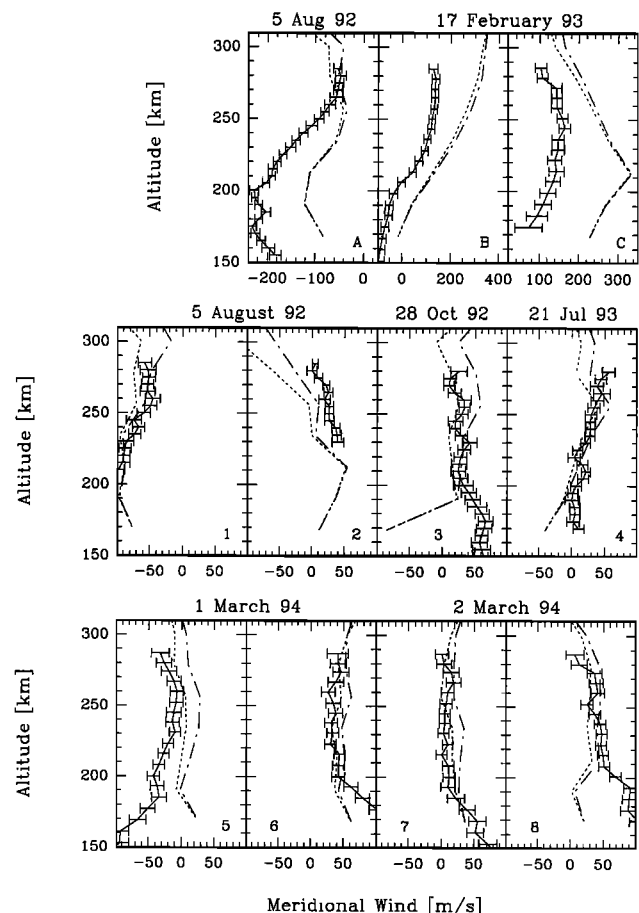 5 Aug 92 17 February 93
Altitude [km]
300
250
200
150
A B C
-200 -100 0 0 200 400 100 200 300
5 August 92 28 Oct 92 21 Jul 93
Altitude [km]
300
250
200
150
1 2 3 4
-50 0 50 -50 0 50 -50 0 50 -50 0 50
1 March 94 2 March 94
Altitude [km]
300
250
200
150
5 6 7 8
-50 0 50 -50 0 50 -50 0 50 -50 0 50
Meridional Wind [m/s]